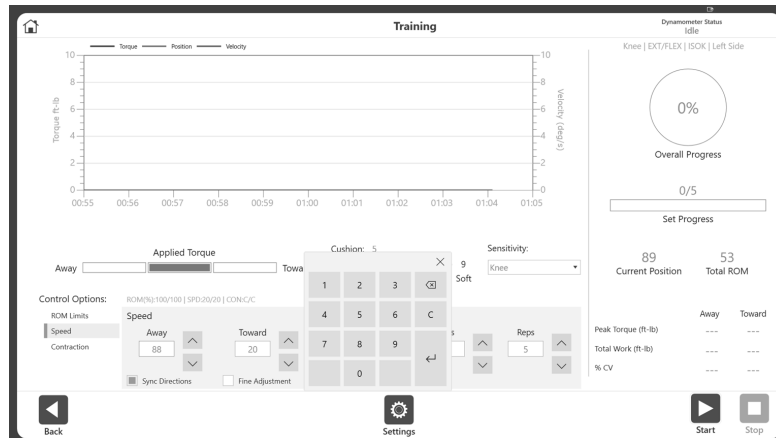 Training
Dynamometer Status
Idle
Torque Position Velocity
Knee | EXT/FLEX | ISOK | Left Side
10
8
6
4
2
0
Torque ft-lb
10
8
6
4
2
0
Velocity (deg/s)
00:55 00:56 00:57 00:58 00:59 01:00 01:01 01:02 01:03 01:04 01:05
0%
Overall Progress
0/5
Set Progress
89 53
Current Position Total ROM
Applied Torque
Away Towa
Cushion: 5
9
Soft
Sensitivity:
Knee
Control Options:
ROM Limits
Speed
Contraction
ROM(%):100/100 | SPD:20/20 | CON:C/C
Speed
Away Toward
88 20
Sync Directions Fine Adjustment
1 2 3
4 5 6 C
7 8 9
0
s Reps
5
Away Toward
Peak Torque (ft-lb) --- ---
Total Work (ft-lb) --- ---
% CV --- ---
Back
Settings
Start Stop